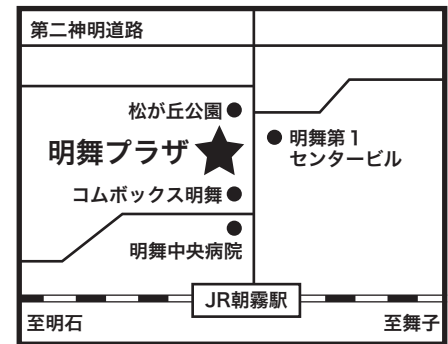 第二神明道路
松が丘公園
明舞プラザ
明舞第1
センタービル
コムボックス明舞
明舞中央病院
JR朝霧駅
至明石
至舞子